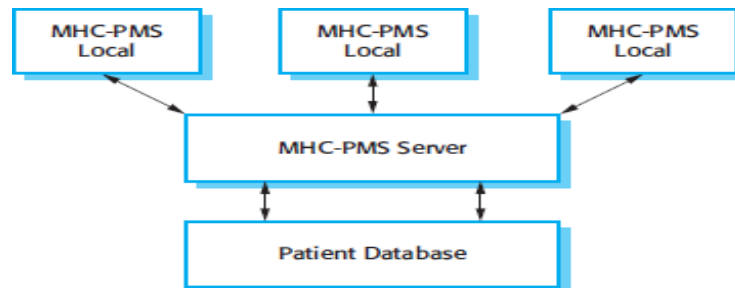 MHC-PMS
Local
MHC-PMS
Local
MHC-PMS
Local
MHC-PMS Server
Patient Database